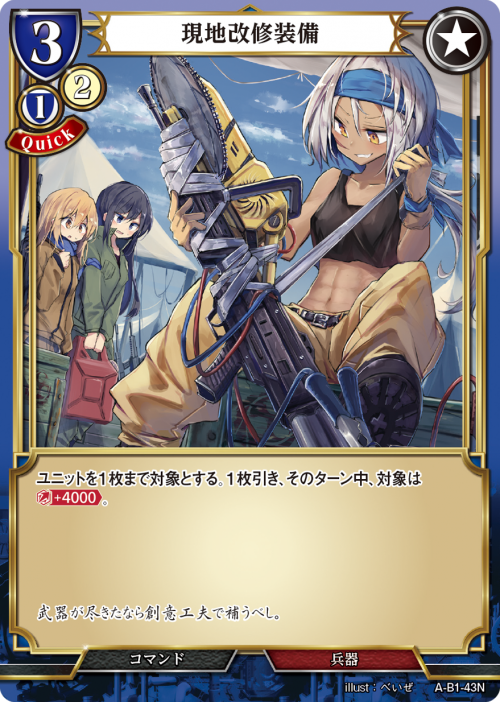 3
現地改修装備
1
2
Quick
ユニットを1枚まで対象とする。1枚引き、そのターン中、対象は
+4000。
武器が尽きたなら創意工夫で補うべし。
コマンド
兵器
illust:べいぜ A-B1-43N